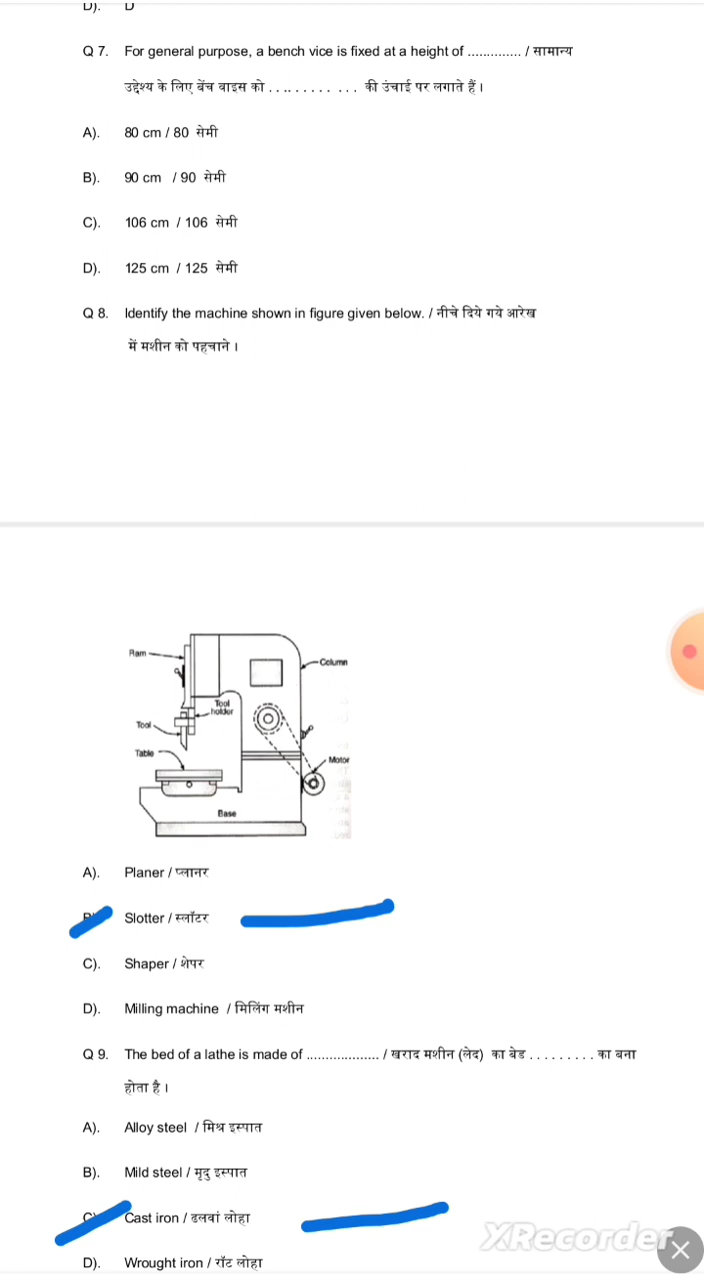 D). D
Q 7. For general purpose, a bench vice is fixed at a height of .............. / सामान्य
उद्देश्य के लिए बेंच वाइस को . . .. . . . . . . . . . की उंचाई पर लगाते हैं।
A). 80 cm / 80 सेमी
B). 90 cm / 90 सेमी
C). 106 cm / 106 सेमी
D). 125 cm / 125 सेमी
Q 8. Identify the machine shown in figure given below. / नीचे दिये गये आरेख
में मशीन को पहचाने।
Ram
Column
Tool
holder
Tool
Table
Motor
Base
A). Planer / प्लानर
Slotter / स्लॉटर
C). Shaper / शेपर
D). Milling machine / मिलिंग मशीन
Q 9. The bed of a lathe is made of ................... / खराद मशीन (लेद) का बेड . . . . . . . . . का बना
होता है।
A). Alloy steel / मिश्र इस्पात
B). Mild steel / मृदु इस्पात
Cast iron / ढलवां लोहा
XRecorder
D). Wrought iron / रॉट लोहा